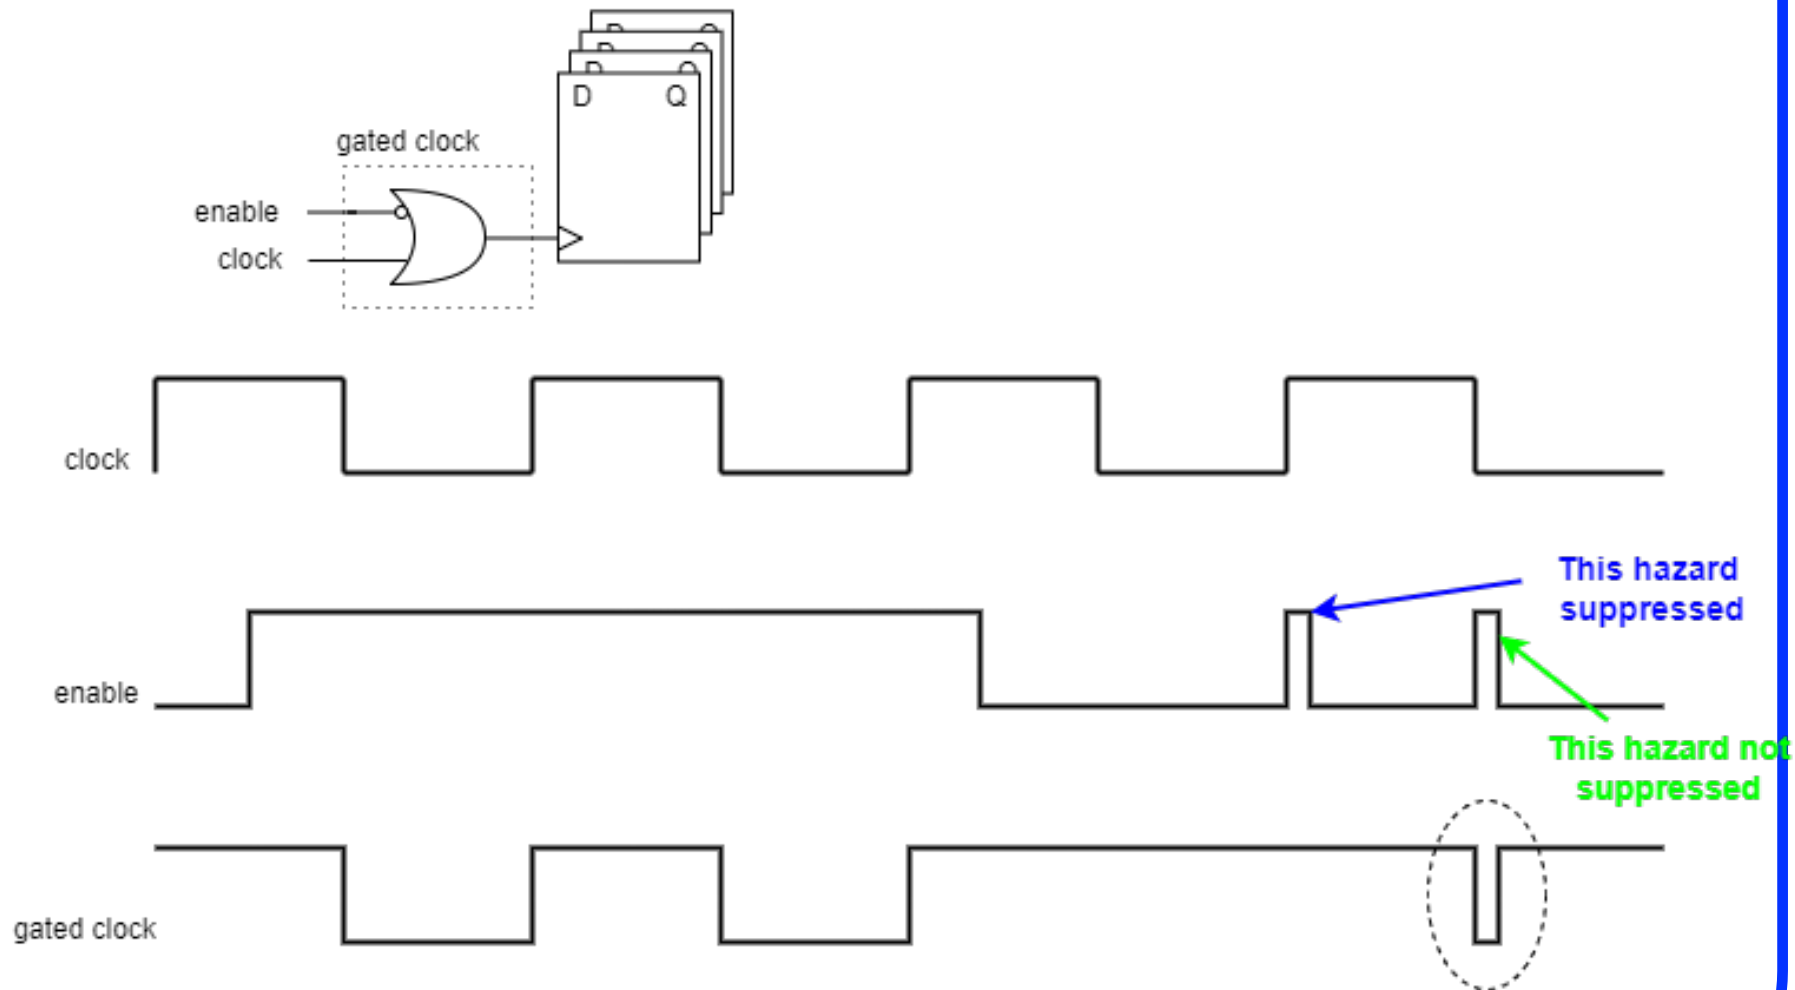 D Q
gated clock
enable
clock
clock
This hazard
suppressed
enable
This hazard not
suppressed
gated clock